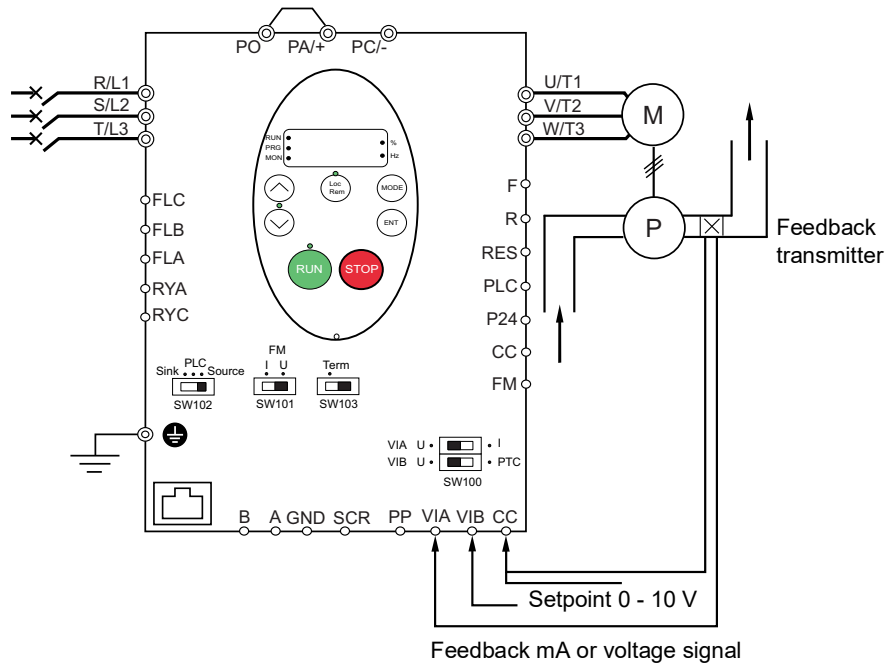 PO PA/+ PC/-
R/L1
S/L2
T/L3
U/T1
V/T2
W/T3
M
RUN
PRG
MON
%
Hz
Loc
Rem
MODE
ENT
RUN
STOP
FLC
FLB
FLA
RYA
RYC
F
R
RES
PLC
P24
CC
FM
P
Feedback
transmitter
PLC
Sink Source
SW102
FM
I U
SW101
Term
SW103
VIA U I
VIB U PTC
SW100
B A GND SCR PP VIA VIB CC
Setpoint 0 - 10 V
Feedback mA or voltage signal